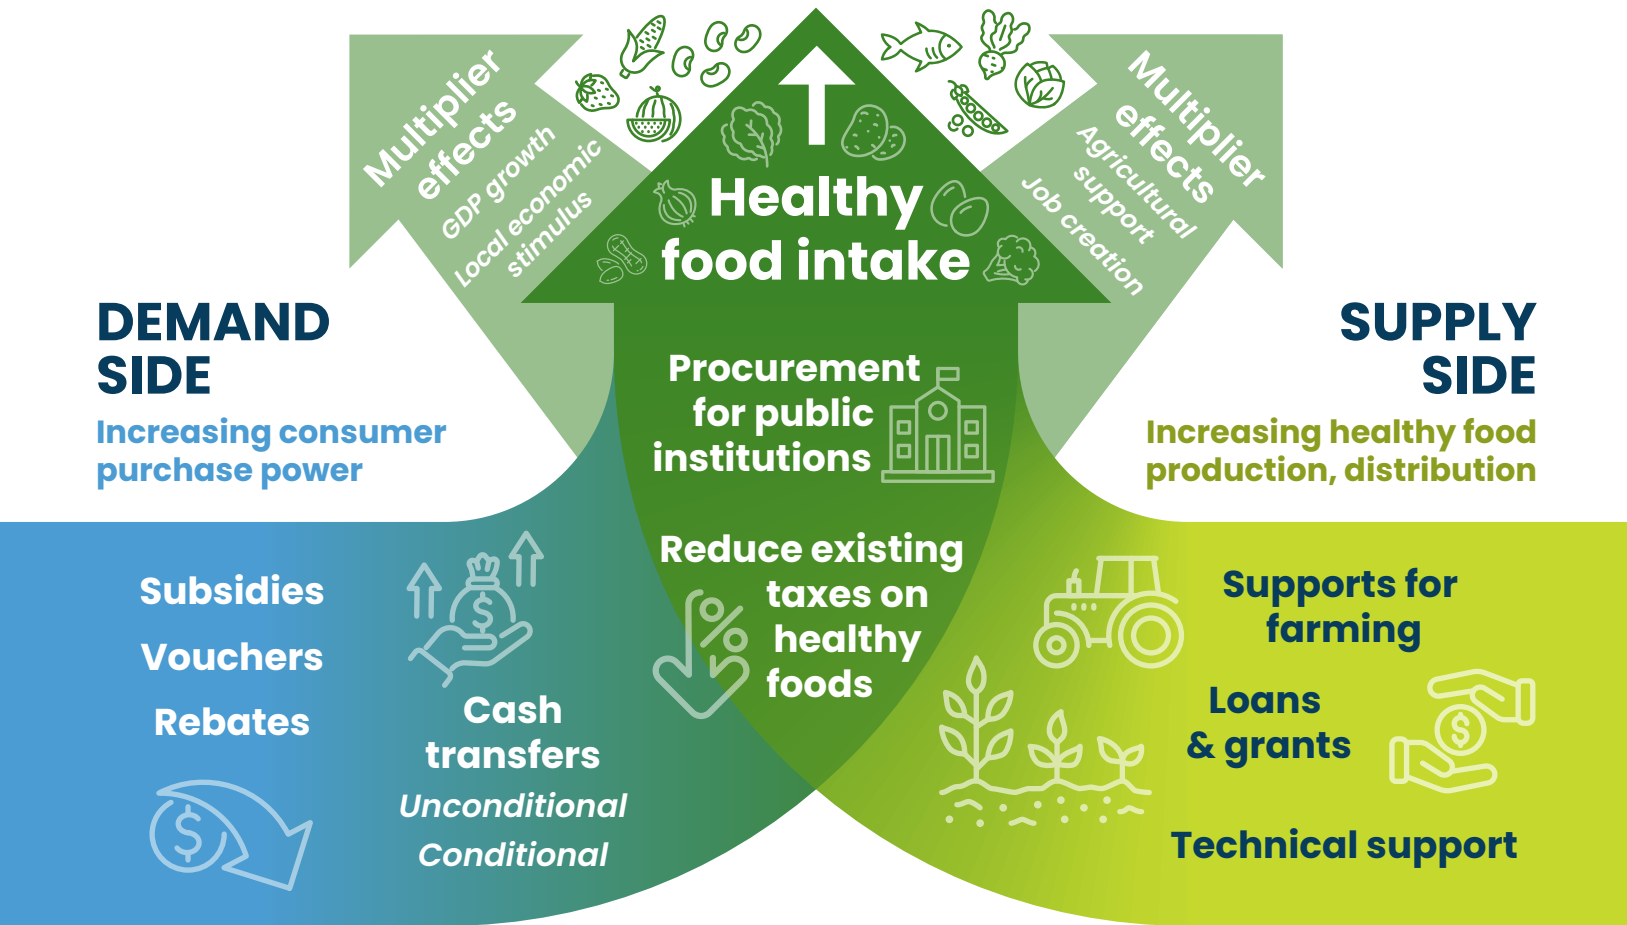 Multiplier
effects
GDP growth
Local economic
stimulus
Healthy
food intake
Multiplier
effects
Agricultural
support
Job creation
DEMAND
SIDE
Increasing consumer
purchase power
SUPPLY
SIDE
Increasing healthy food
production, distribution
Procurement
for public
institutions
Reduce existing
taxes on
healthy
foods
%
Subsidies
Vouchers
Rebates
$
$
Cash
transfers
Unconditional
Conditional
Supports for
farming
Loans
& grants
$
Technical support